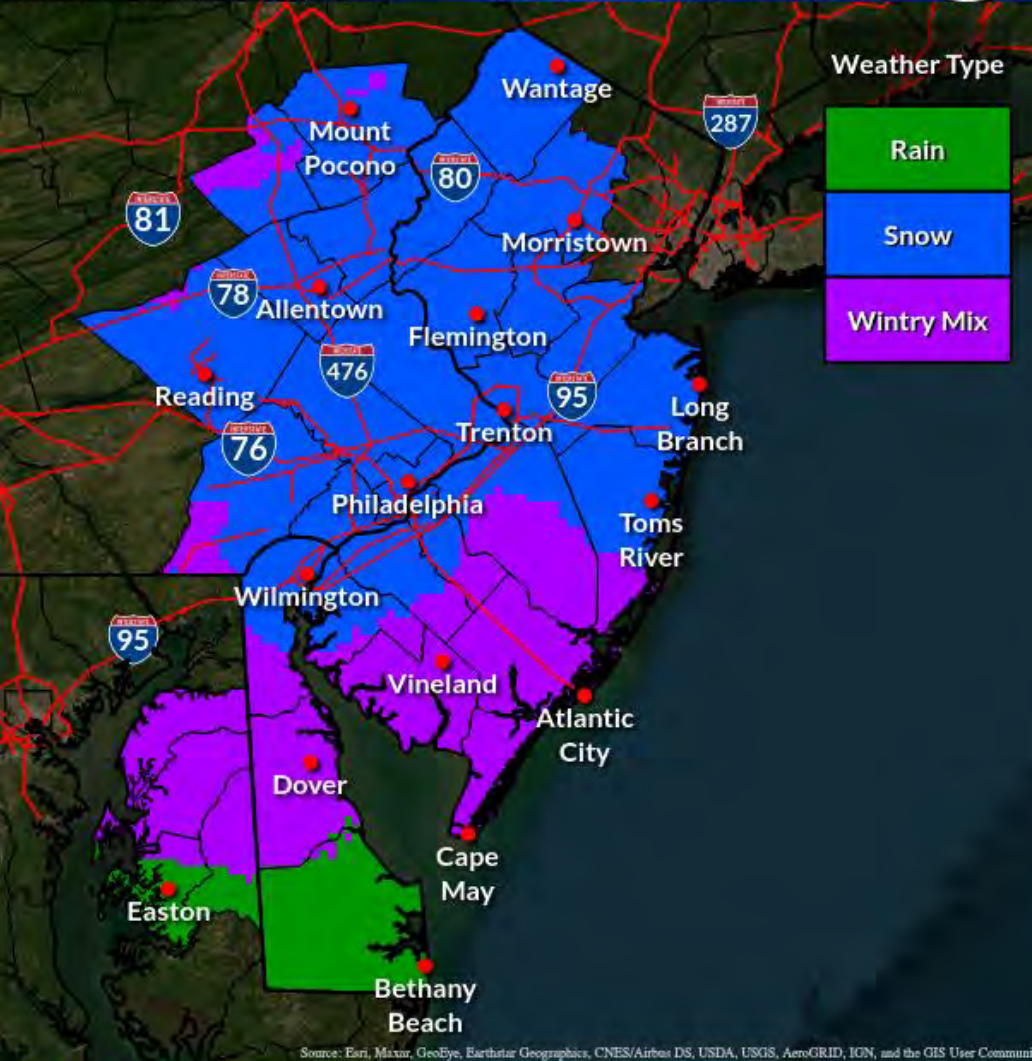 Wantage
Weather Type
287
Rain
Mount
Pocono
80
81
Snow
Morristown
78
Allentown
Wintry Mix
Flemington
476
95
Reading
Long
Branch
Trenton
76
Philadelphia
Toms
River
Wilmington
95
Vineland
Atlantic
City
Dover
Cape
May
Easton
Bethany
Beach
Source: Esri, Maxar, GeoEye, Earthstar Geographics, CNES/Airbus DS, USDA, USGS, AeroGRID, IGN, and the GIS User Commun